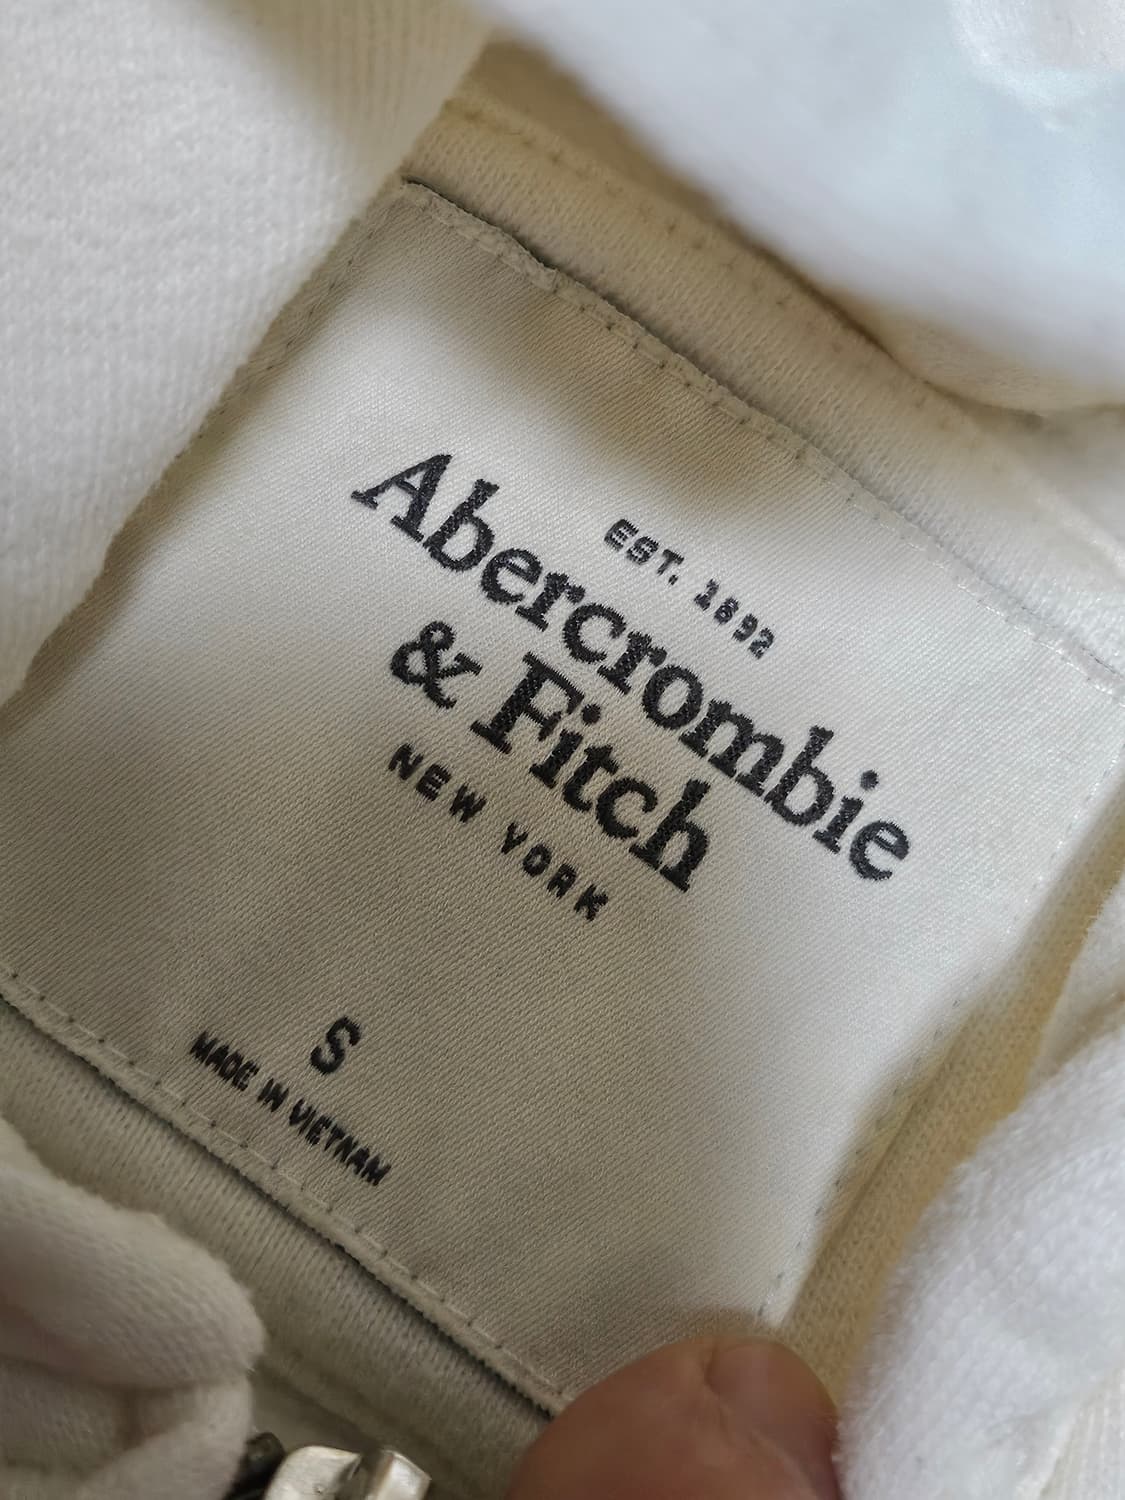 EST. 1892
Abercrombie
& Fitch
NEW YORK
S
MADE IN VIETNAM